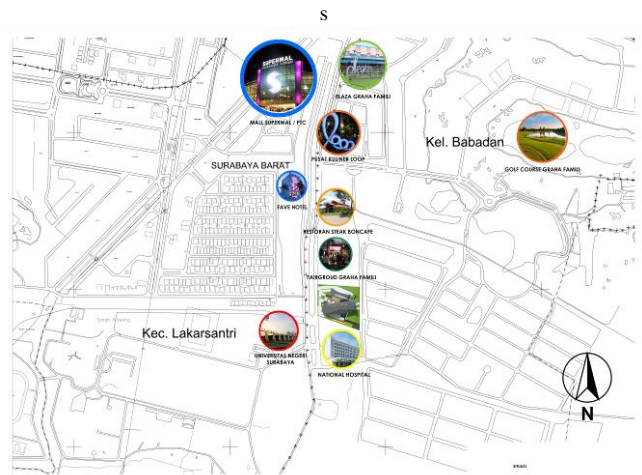 s
SUPERMAL
MALL SUPERMAL / PTC
PLAZA GRAHA FAMILI
Kel. Babadan
PUSAT KULINER LOOP
GOLF COURSE GRAHA FAMILI
SURABAYA BARAT
FAVE HOTEL
RESTORAN STEAK BONCAFE
FAIRGROUD GRAHA FAMILI
Kec. Lakarsantri
UNIVERSITAS NEGERI
SURABAYA
NATIONAL HOSPITAL
N